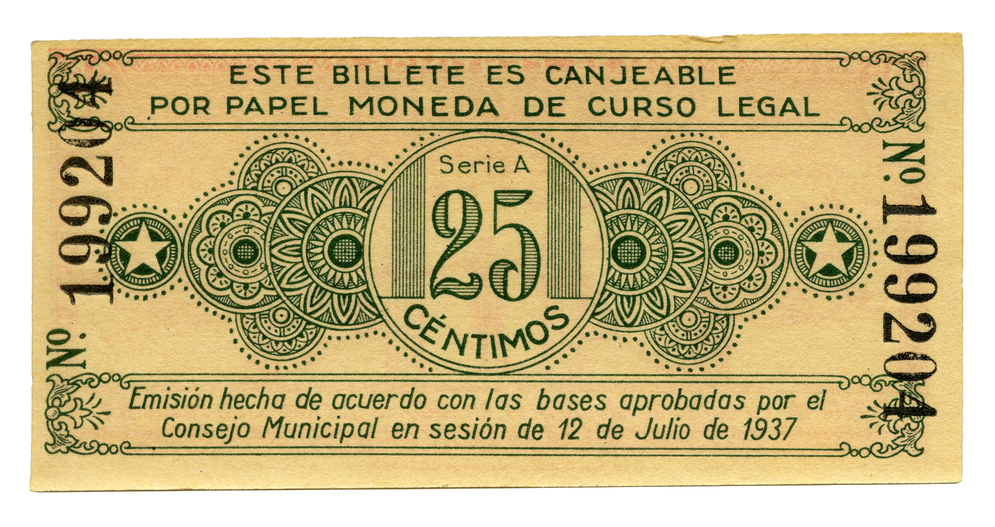 ESTE BILLETE ES CANJEABLE
POR PAPEL MONEDA DE CURSO LEGAL
Serie A
25
CÉNTIMOS
Nº 199204
Nº. 199204
Emisión hecha de acuerdo con las bases aprobadas por el
Consejo Municipal en sesión de 12 de Julio de 1937